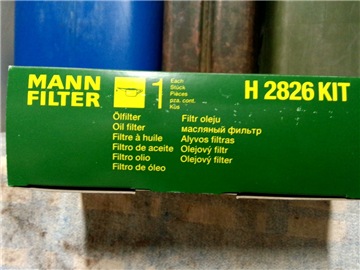 MANN
FILTER
1
Each
Stück
Pièces
pza. cont.
Kus
H 2826 KIT
Ölfilter
Oil filter
Filtre à huile
Filtro de aceite
Filtro olio
Filtro de óleo
Filtr oleju
масляный фильтр
Alyvos filtras
Olejový filtr
Olejový filter